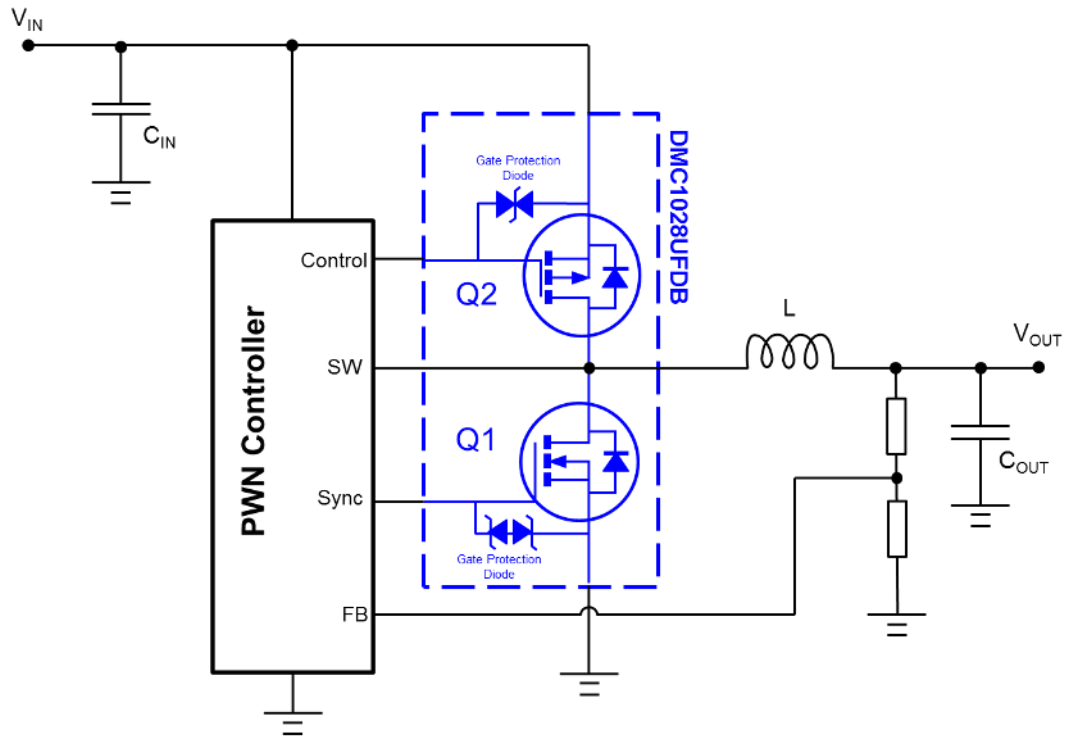 VIN
CIN
Gate Protection
Diode
DMC1028UFDB
Control
Q2
PWN Controller
SW
L
VOUT
Q1
COUT
Sync
Gate Protection
Diode
FB